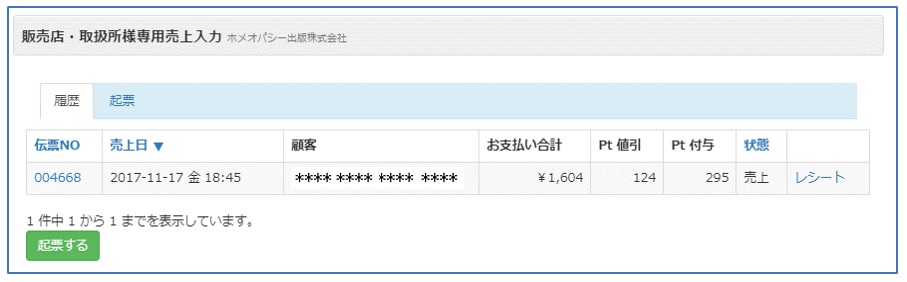 販売店・取扱所様専用売上入力 ホメオパシー出版株式会社
履歴 起票
伝票NO 売上日 ▼ 顧客 お支払い合計 Pt 値引 Pt 付与 状態
004668 2017-11-17 金 18:45 **** **** **** **** ¥1,604 124 295 売上 レシート
1 件中 1 から 1 までを表示しています。
起票する